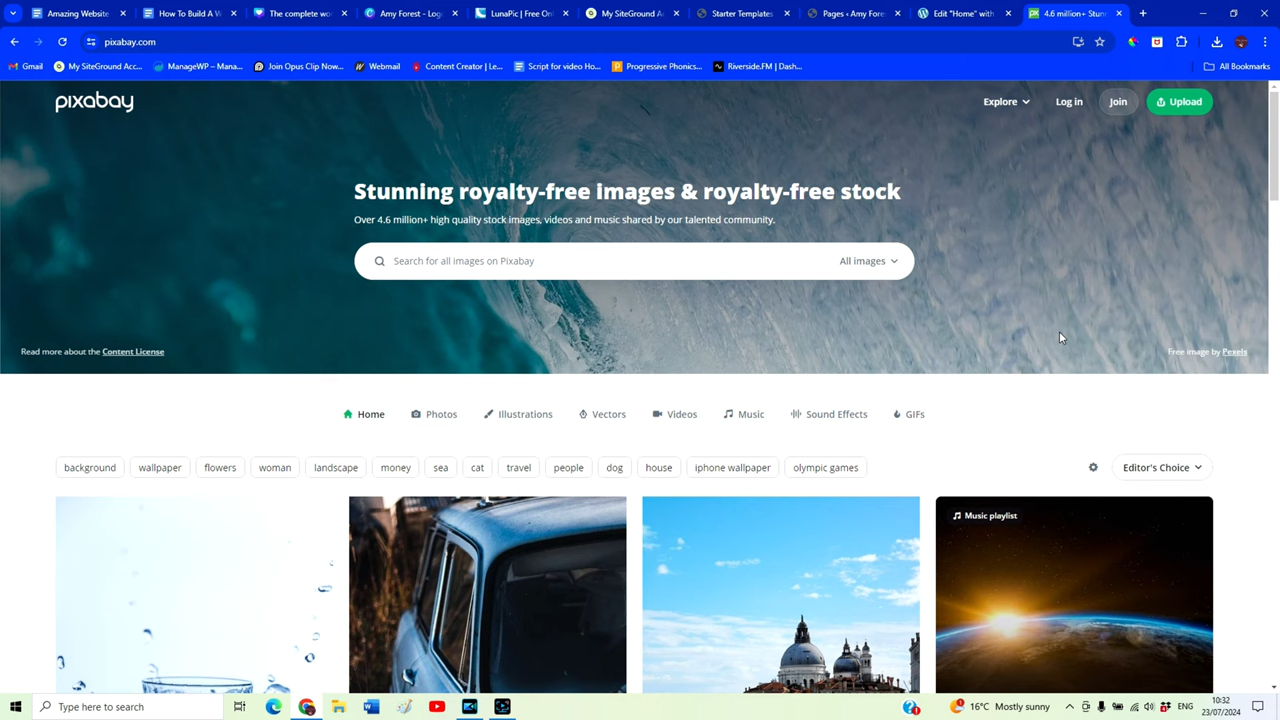 Amazing Website
How To Build A W
The complete wo
Amy Forest - Log
LunaPic | Free Onl
My SiteGround A
Starter Templates
Pages ‹ Amy Fore
Edit "Home" with
4.6 million+ Stun
pixabay.com
Gmail
My SiteGround Acc...
ManageWP – Mana...
Join Opus Clip Now...
Webmail
Content Creator | Le...
Script for video Ho...
Progressive Phonics...
Riverside.FM | Dash...
All Bookmarks
pixabay
Explore
Log in
Join
Upload
Stunning royalty-free images & royalty-free stock
Over 4.6 million+ high quality stock images, videos and music shared by our talented community.
Search for all images on Pixabay
All images
Read more about the Content License
Free image by Pexels
Home
Photos
Illustrations
Vectors
Videos
Music
Sound Effects
GIFs
background
wallpaper
flowers
woman
landscape
money
sea
cat
travel
people
dog
house
iphone wallpaper
olympic games
Editor's Choice
Music playlist
Type here to search
16°C Mostly sunny
ENG
10:32
23/07/2024